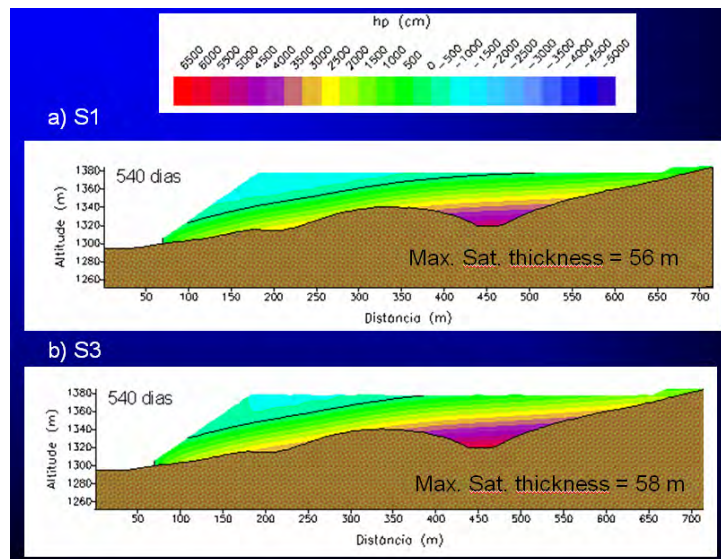 hp (cm)
6500 6000 5500 5000 4500 4000 3500 3000 2500 2000 1500 1000 500 0 -500 -1000 -1500 -2000 -2500 -3000 -3500 -4000 -4500 -5000
a) S1
540 dias
1380
1360
1340
1320
1300
1280
1260
Altitude (m)
Max. Sat. thickness = 56 m
50 100 150 200 250 300 350 400 450 500 550 600 650 700
Distância (m)
b) S3
540 dias
1380
1360
1340
1320
1300
1280
1260
Altitude (m)
Max. Sat. thickness = 58 m
50 100 150 200 250 300 350 400 450 500 550 600 650 700
Distância (m)